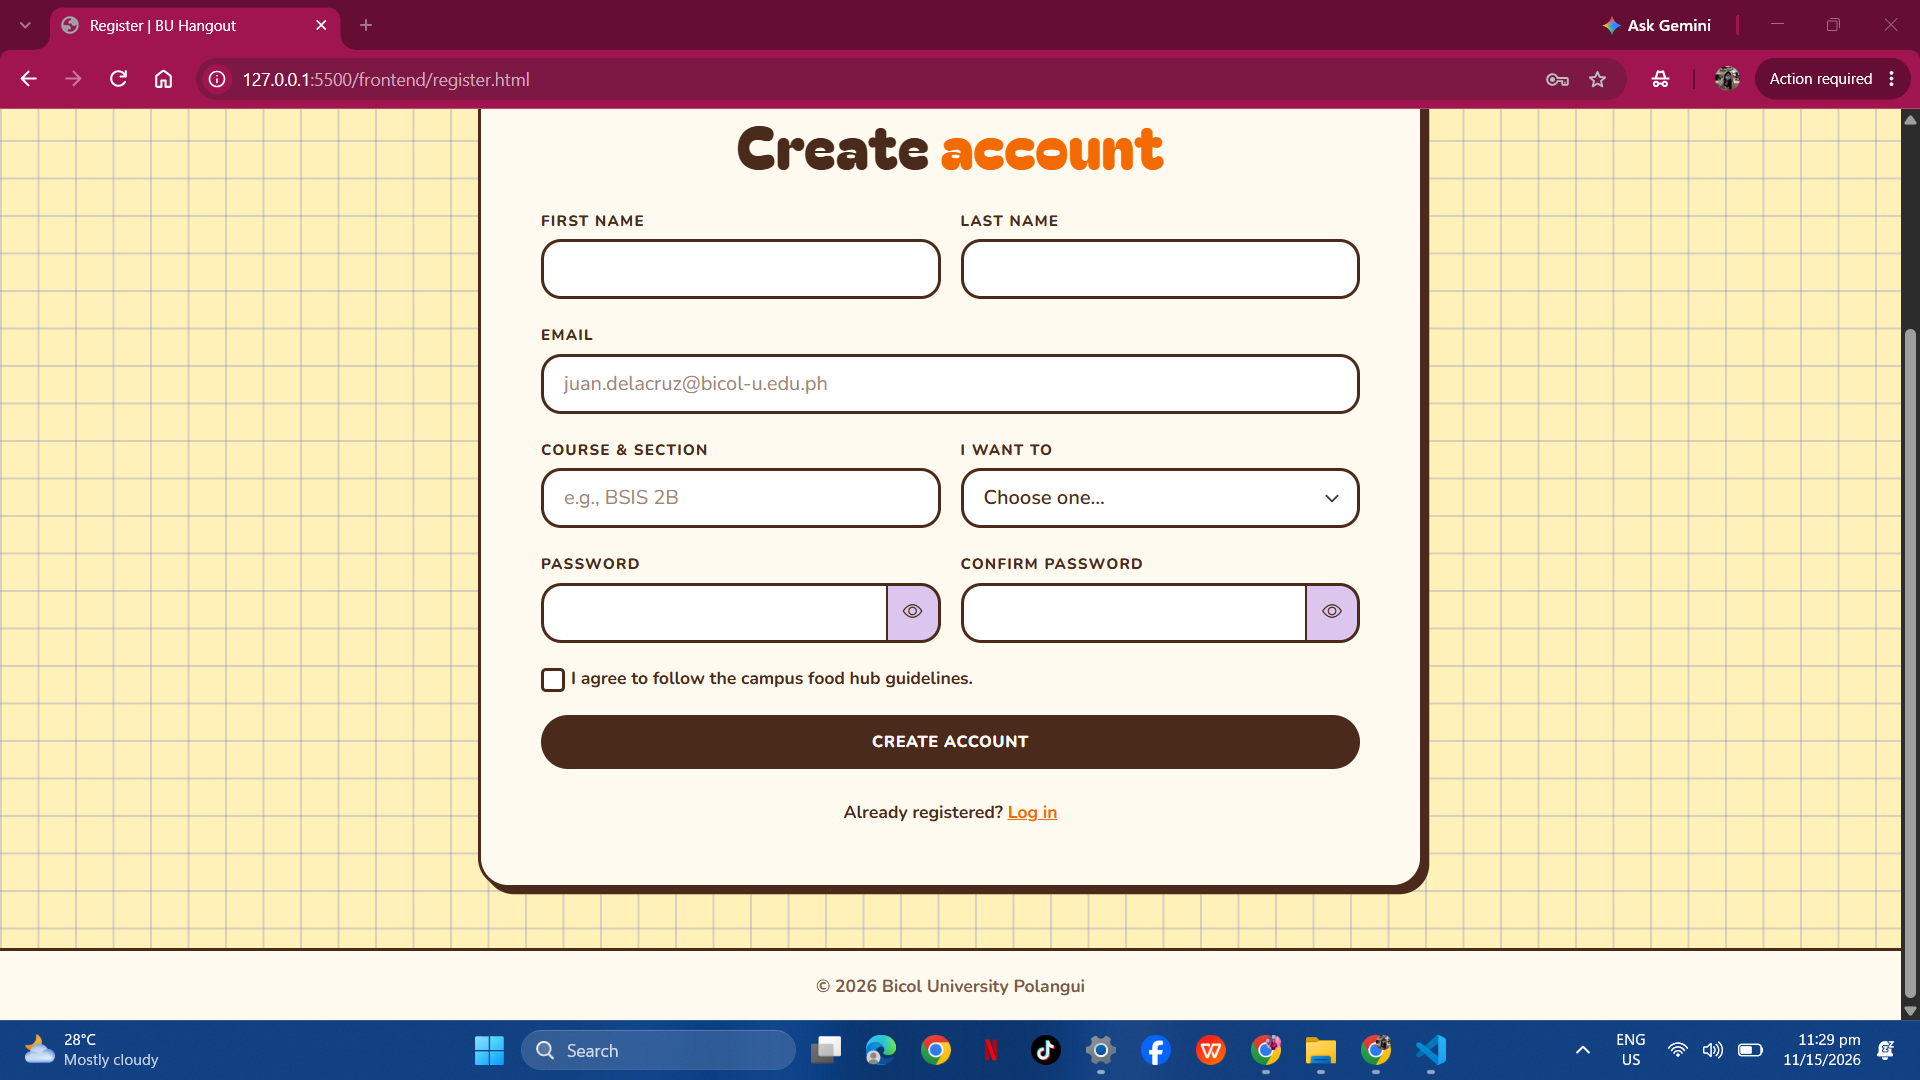 Register | BU Hangout
Ask Gemini
127.0.0.1:5500/frontend/register.html
Action required
Create account
FIRST NAME
LAST NAME
EMAIL
juan.delacruz@bicol-u.edu.ph
COURSE & SECTION
I WANT TO
e.g., BSIS 2B
Choose one...
PASSWORD
CONFIRM PASSWORD
I agree to follow the campus food hub guidelines.
CREATE ACCOUNT
Already registered? Log in
© 2026 Bicol University Polangui
28°C
Mostly cloudy
Search
ENG
US
11:29 pm
11/15/2026